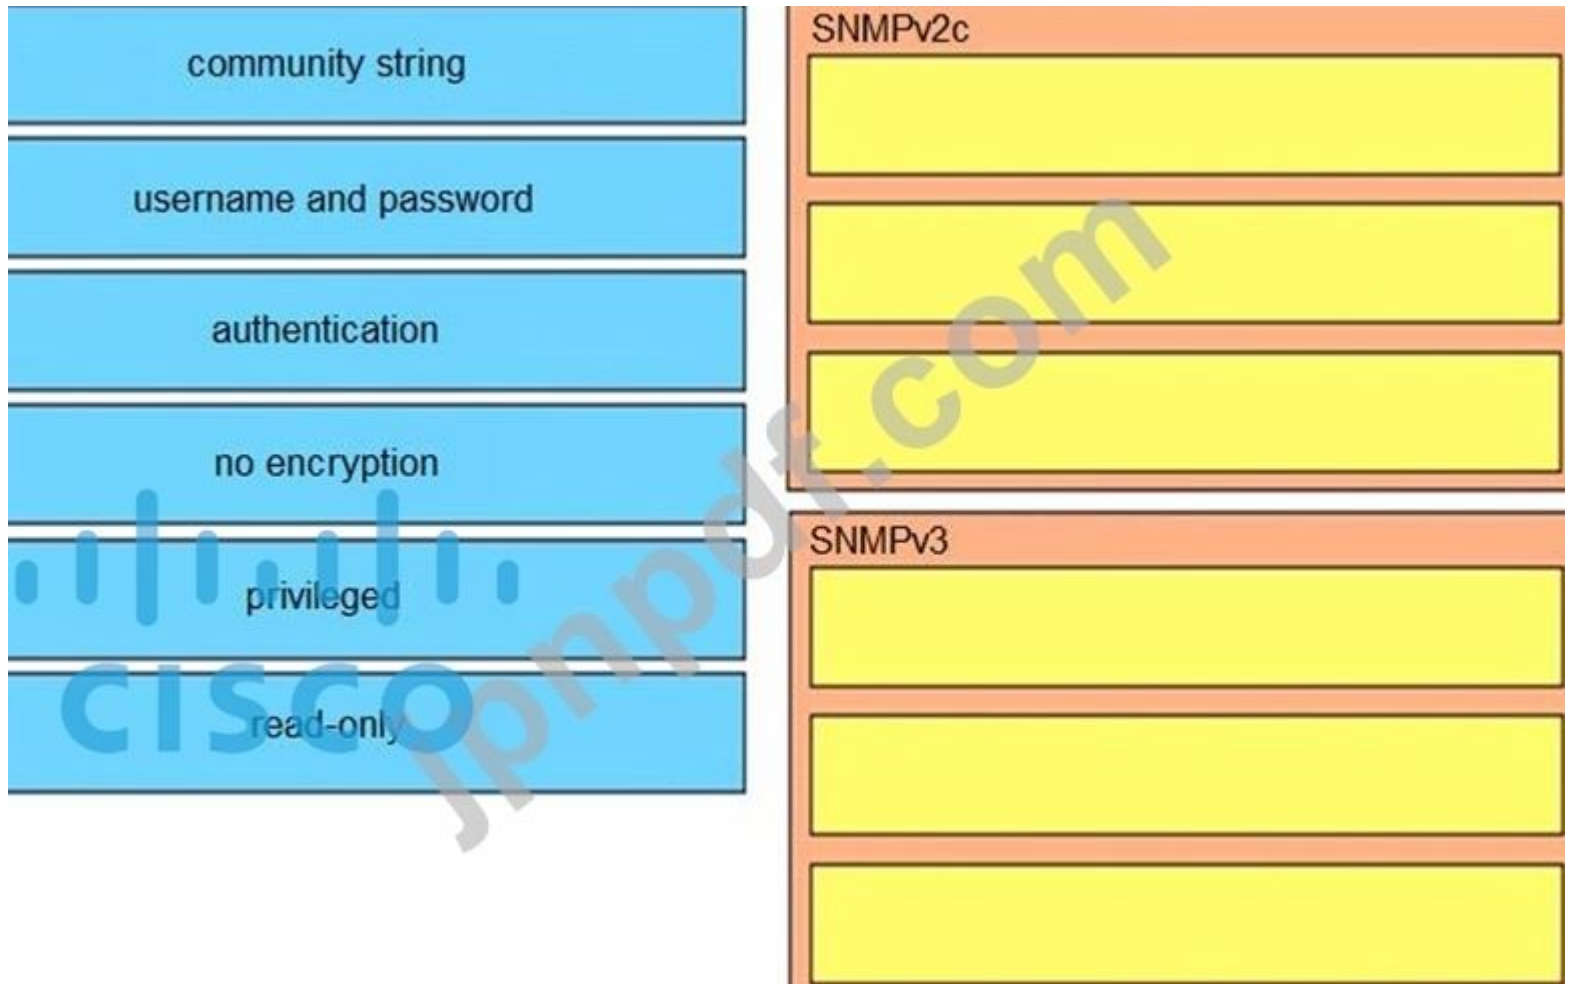 community string
username and password
authentication
no encryption
privileged
read-only
CISCO
SNMPv2c
SNMPv3
jpnpdf.com